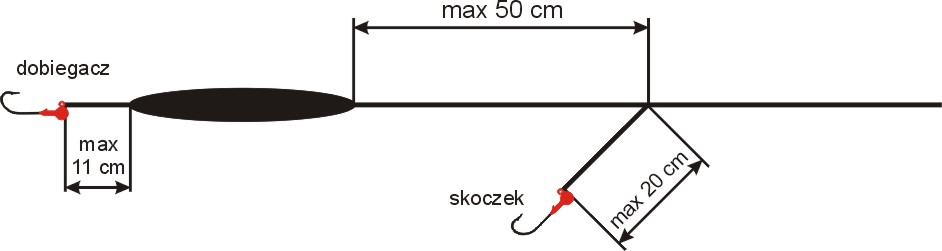 max 50 cm
dobiegacz
max
11 cm
skoczek
max 20 cm